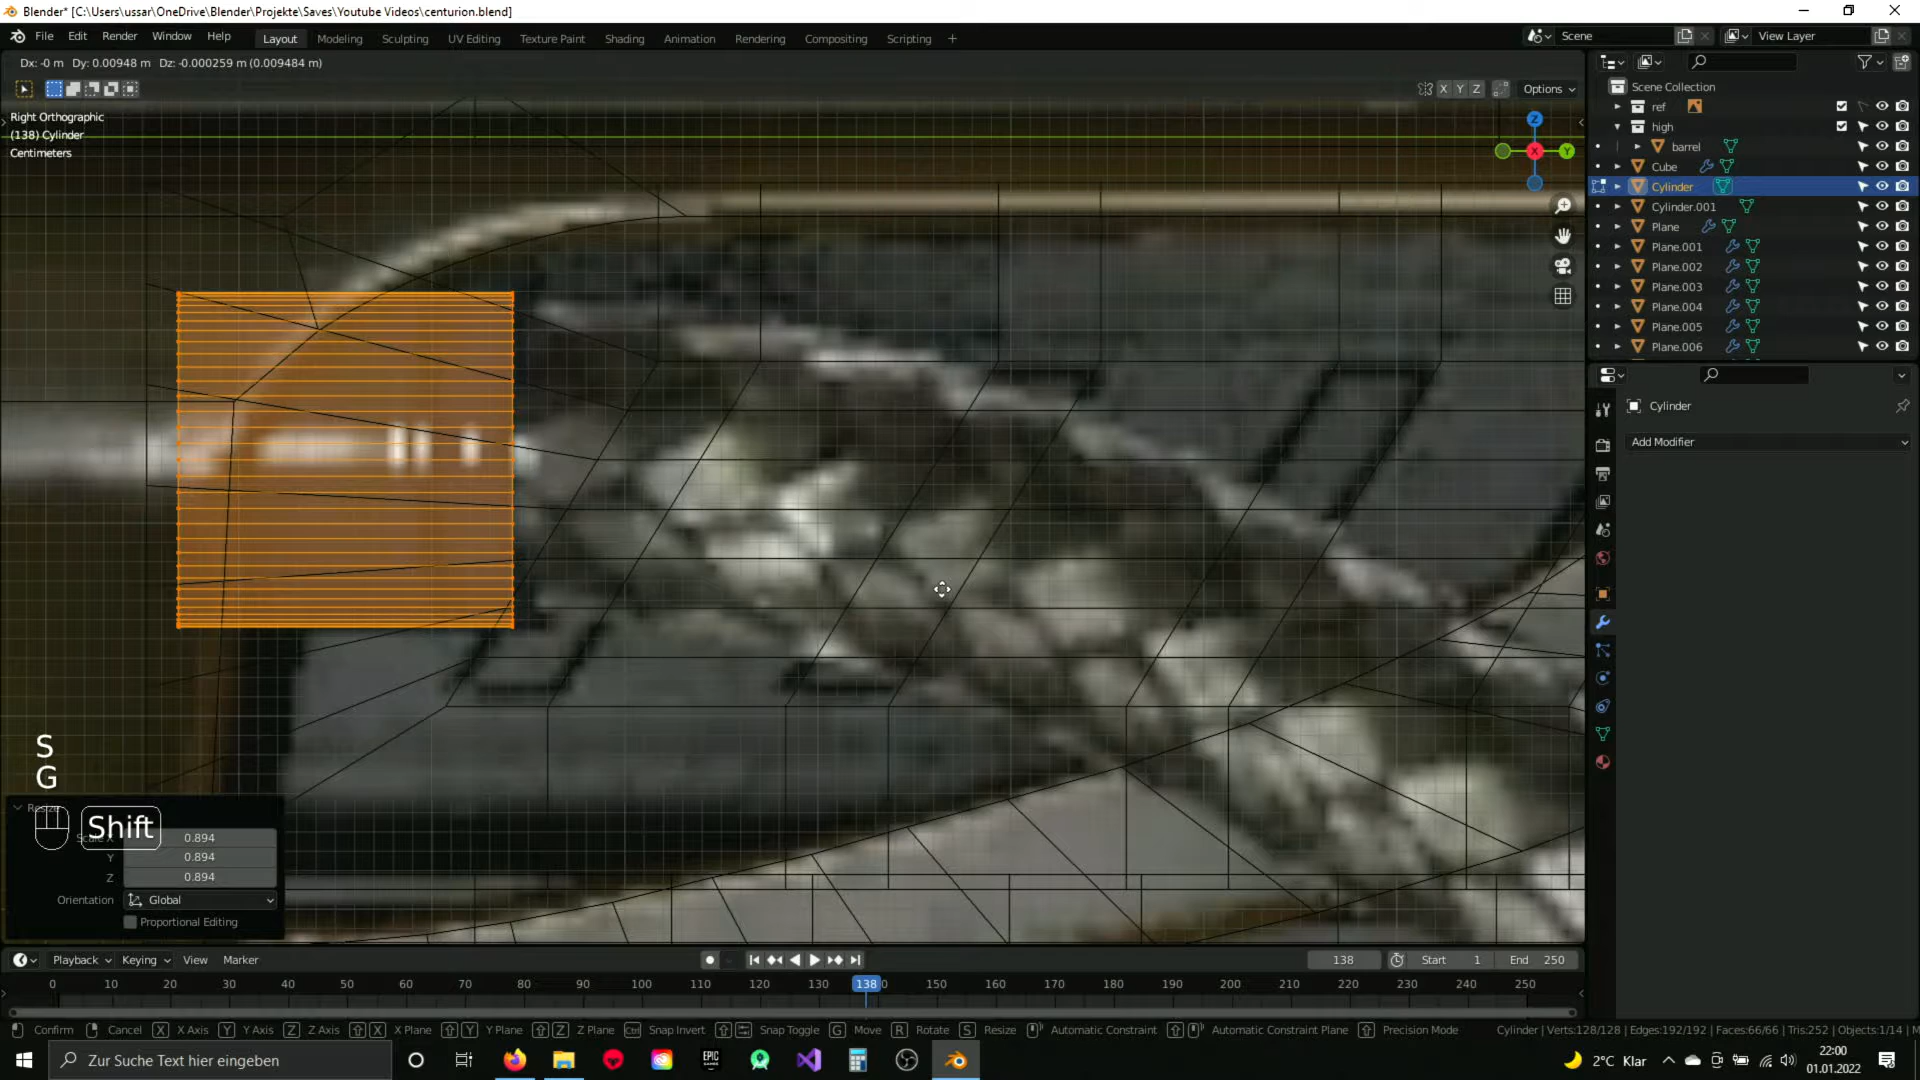 Blender* [C:\Users\ussar\OneDrive\Blender\Projekte\Saves\Youtube Videos\centurion.blend]
File Edit Render Window Help Layout Modeling Sculpting UV Editing Texture Paint Shading Animation Rendering Compositing Scripting + Scene View Layer
Dx: -0 m Dy: 0.00948 m Dz: -0.000259 m (0.009484 m)
X Y Z Options
Right Orthographic
(138) Cylinder
Centimeters
Z
X
Y
Scene Collection
ref
high
barrel
Cube
Cylinder
Cylinder.001
Plane
Plane.001
Plane.002
Plane.003
Plane.004
Plane.005
Plane.006
Cylinder
Add Modifier
S
G
Shift
Resize
Scale X 0.894
Y 0.894
Z 0.894
Orientation Global
Proportional Editing
Playback Keying View Marker 138 Start 1 End 250
0 10 20 30 40 50 60 70 80 90 100 110 120 130 138 150 160 170 180 190 200 210 220 230 240 250
Confirm Cancel X X Axis Y Y Axis Z Z Axis X X Plane Y Y Plane Z Z Plane Ctrl Snap Invert Snap Toggle G Move R Rotate S Resize Automatic Constraint Automatic Constraint Plane Precision Mode Cylinder | Verts:128/128 | Edges:192/192 | Faces:66/66 | Tris:252 | Objects:1/14 | M
Zur Suche Text hier eingeben
EPIC GAMES
2°C Klar
22:00
01.01.2022